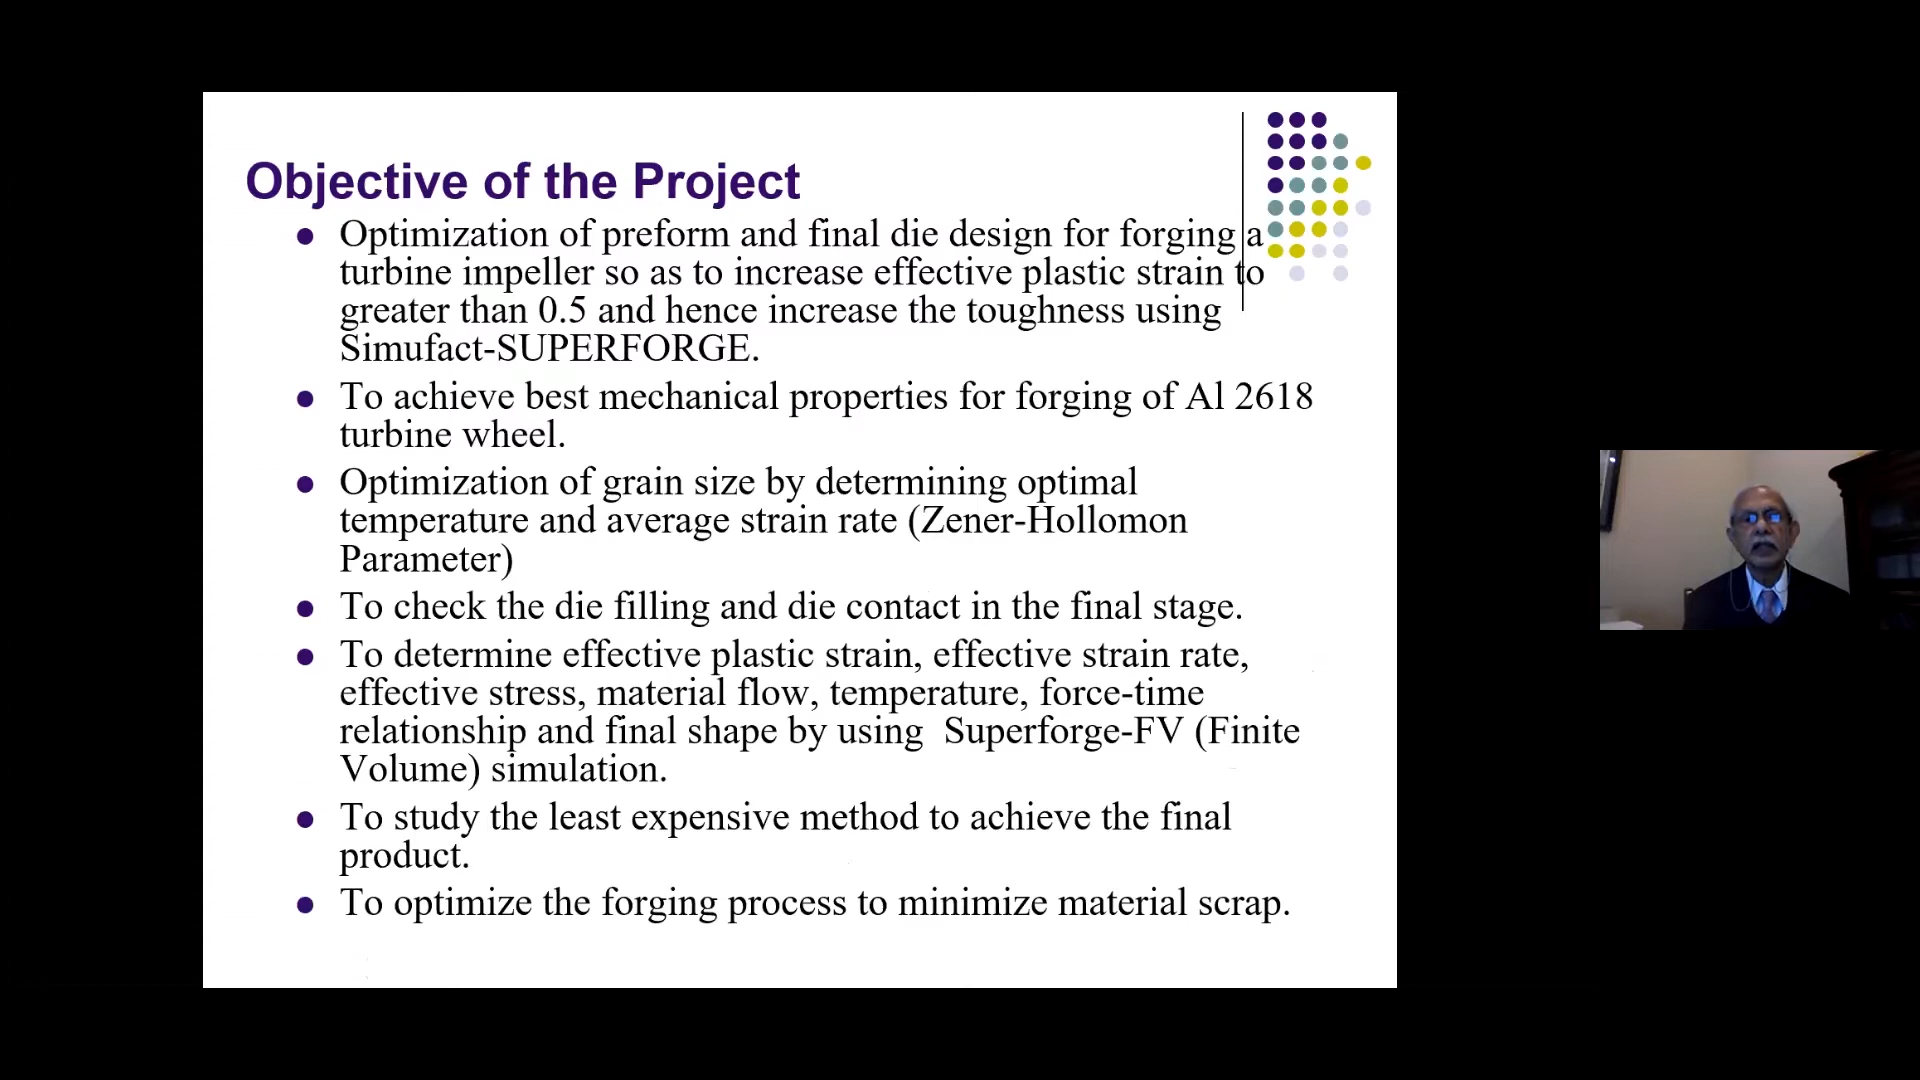 Objective of the Project
Optimization of preform and final die design for forging a
turbine impeller so as to increase effective plastic strain to
greater than 0.5 and hence increase the toughness using
Simufact-SUPERFORGE.
To achieve best mechanical properties for forging of Al 2618
turbine wheel.
Optimization of grain size by determining optimal
temperature and average strain rate (Zener-Hollomon
Parameter)
To check the die filling and die contact in the final stage.
To determine effective plastic strain, effective strain rate,
effective stress, material flow, temperature, force-time
relationship and final shape by using Superforge-FV (Finite
Volume) simulation.
To study the least expensive method to achieve the final
product.
To optimize the forging process to minimize material scrap.